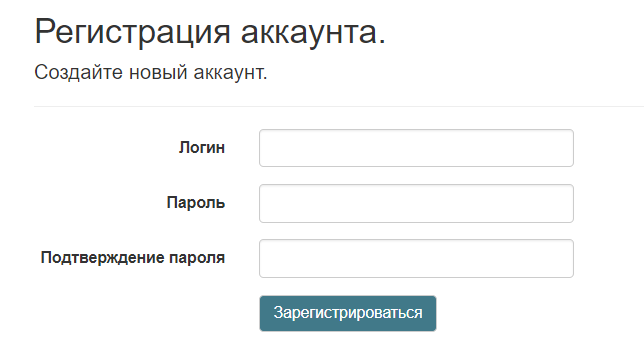 Регистрация аккаунта.
Создайте новый аккаунт.
Логин
Пароль
Подтверждение пароля
Зарегистрироваться